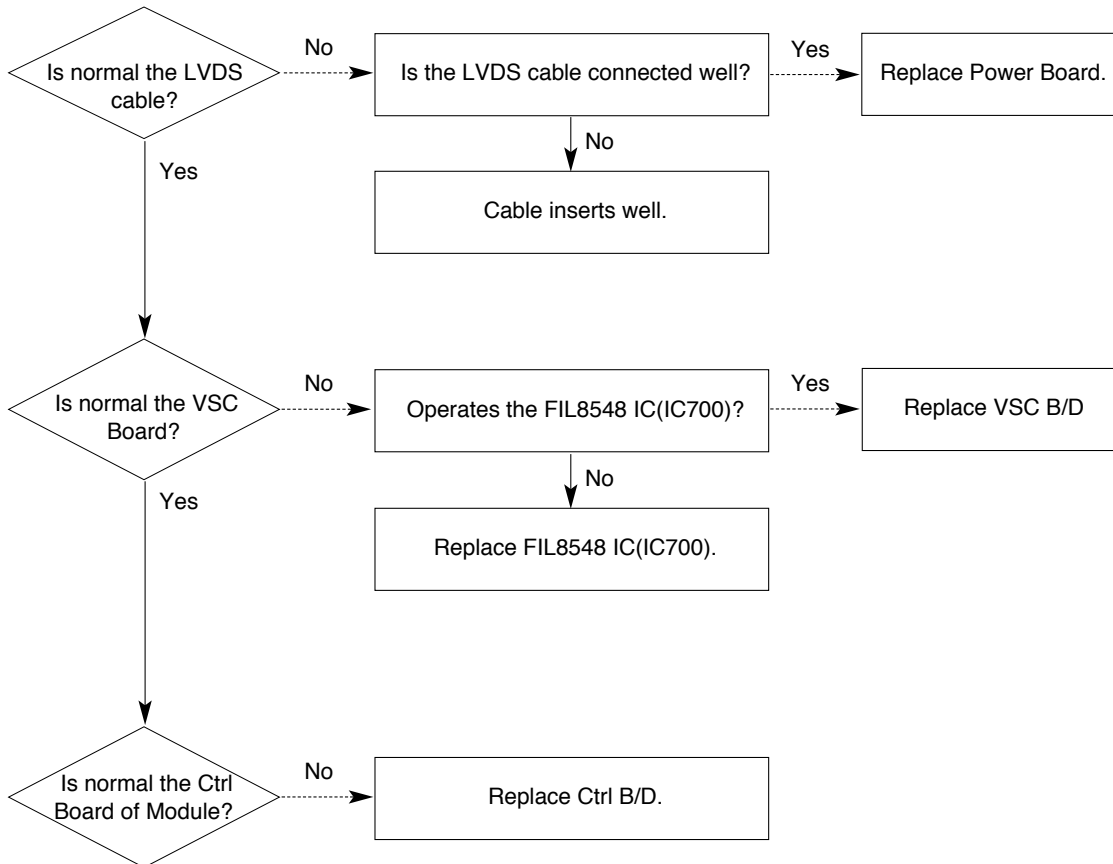 No
Yes
Is normal the LVDS
cable?
Is the LVDS cable connected well?
Replace Power Board.
No
Yes
Cable inserts well.
No
Yes
Is normal the VSC
Board?
Operates the FIL8548 IC(IC700)?
Replace VSC B/D
No
Yes
Replace FIL8548 IC(IC700).
No
Is normal the Ctrl
Board of Module?
Replace Ctrl B/D.